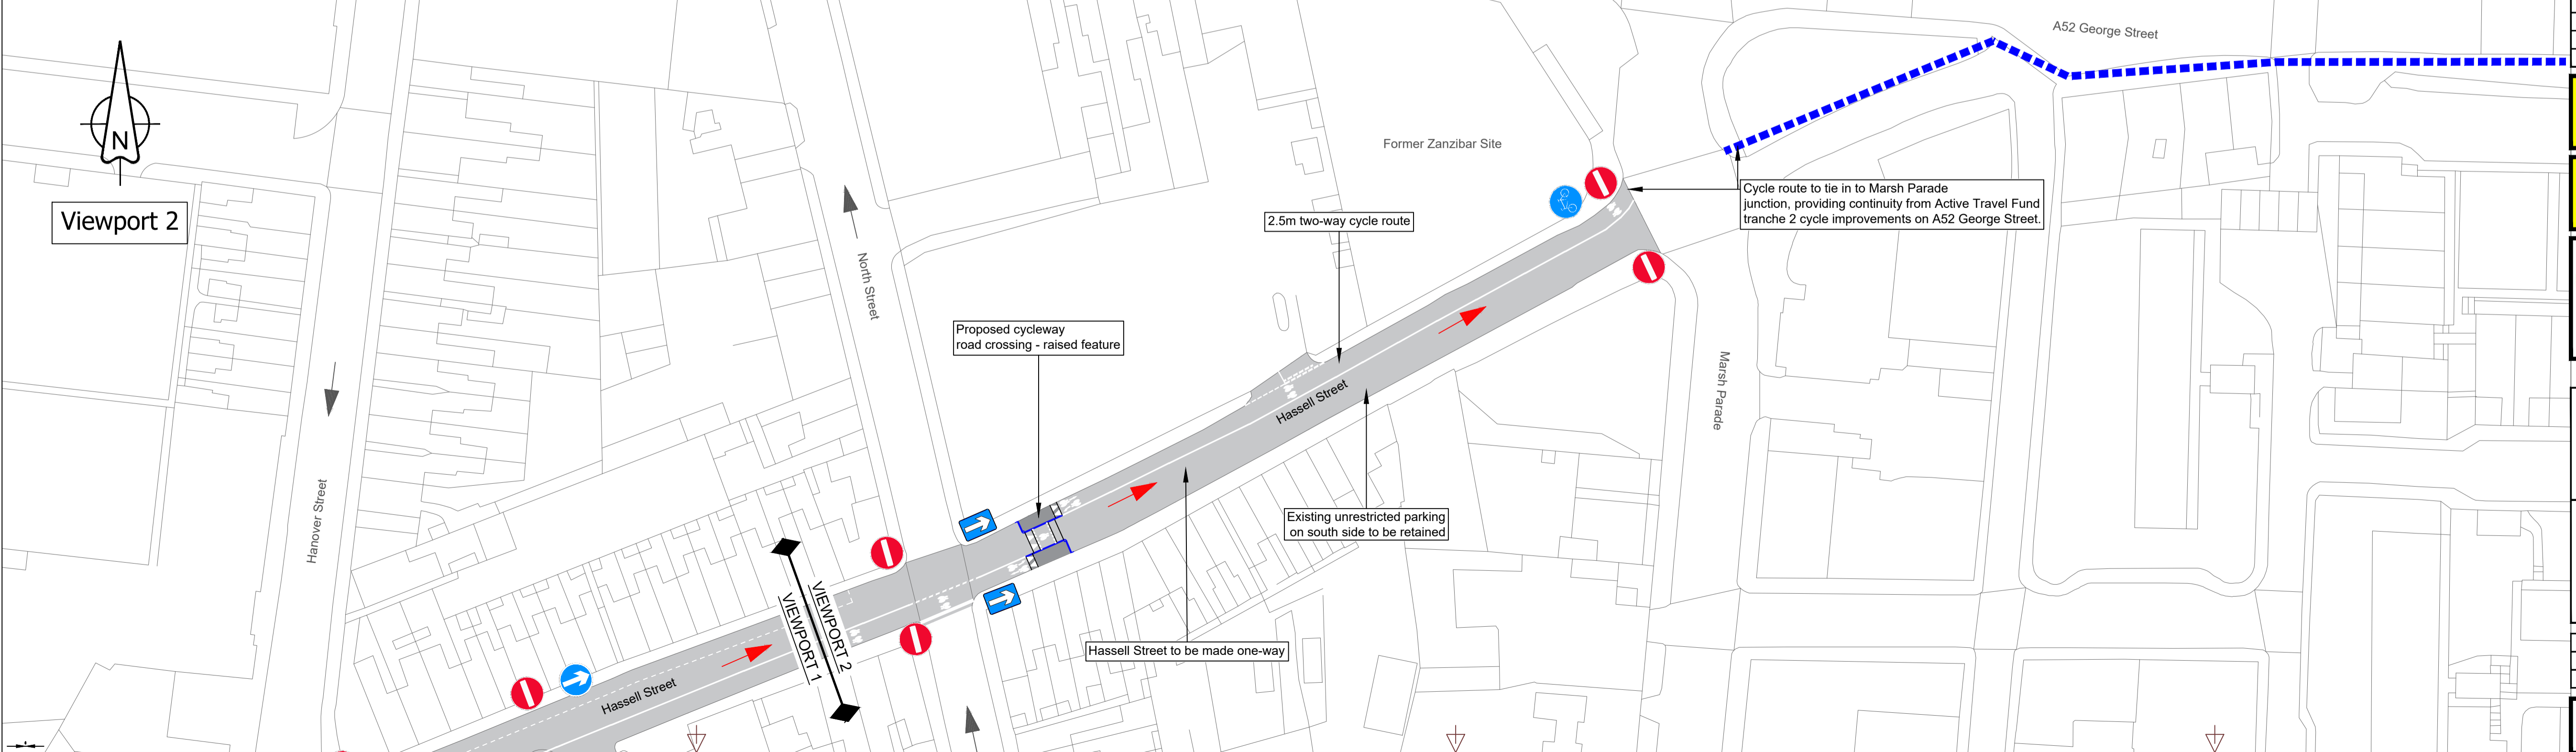 A52 George Street
N
Former Zanzibar Site
Cycle route to tie in to Marsh Parade
junction, providing continuity from Active Travel Fund
tranche 2 cycle improvements on A52 George Street.
Viewport 2
2.5m two-way cycle route
North Street
Proposed cycleway
road crossing - raised feature
Marsh Parade
Hassell Street
Hanover Street
Existing unrestricted parking
on south side to be retained
VIEWPORT 2
VIEWPORT 1
Hassell Street to be made one-way
Hassell Street